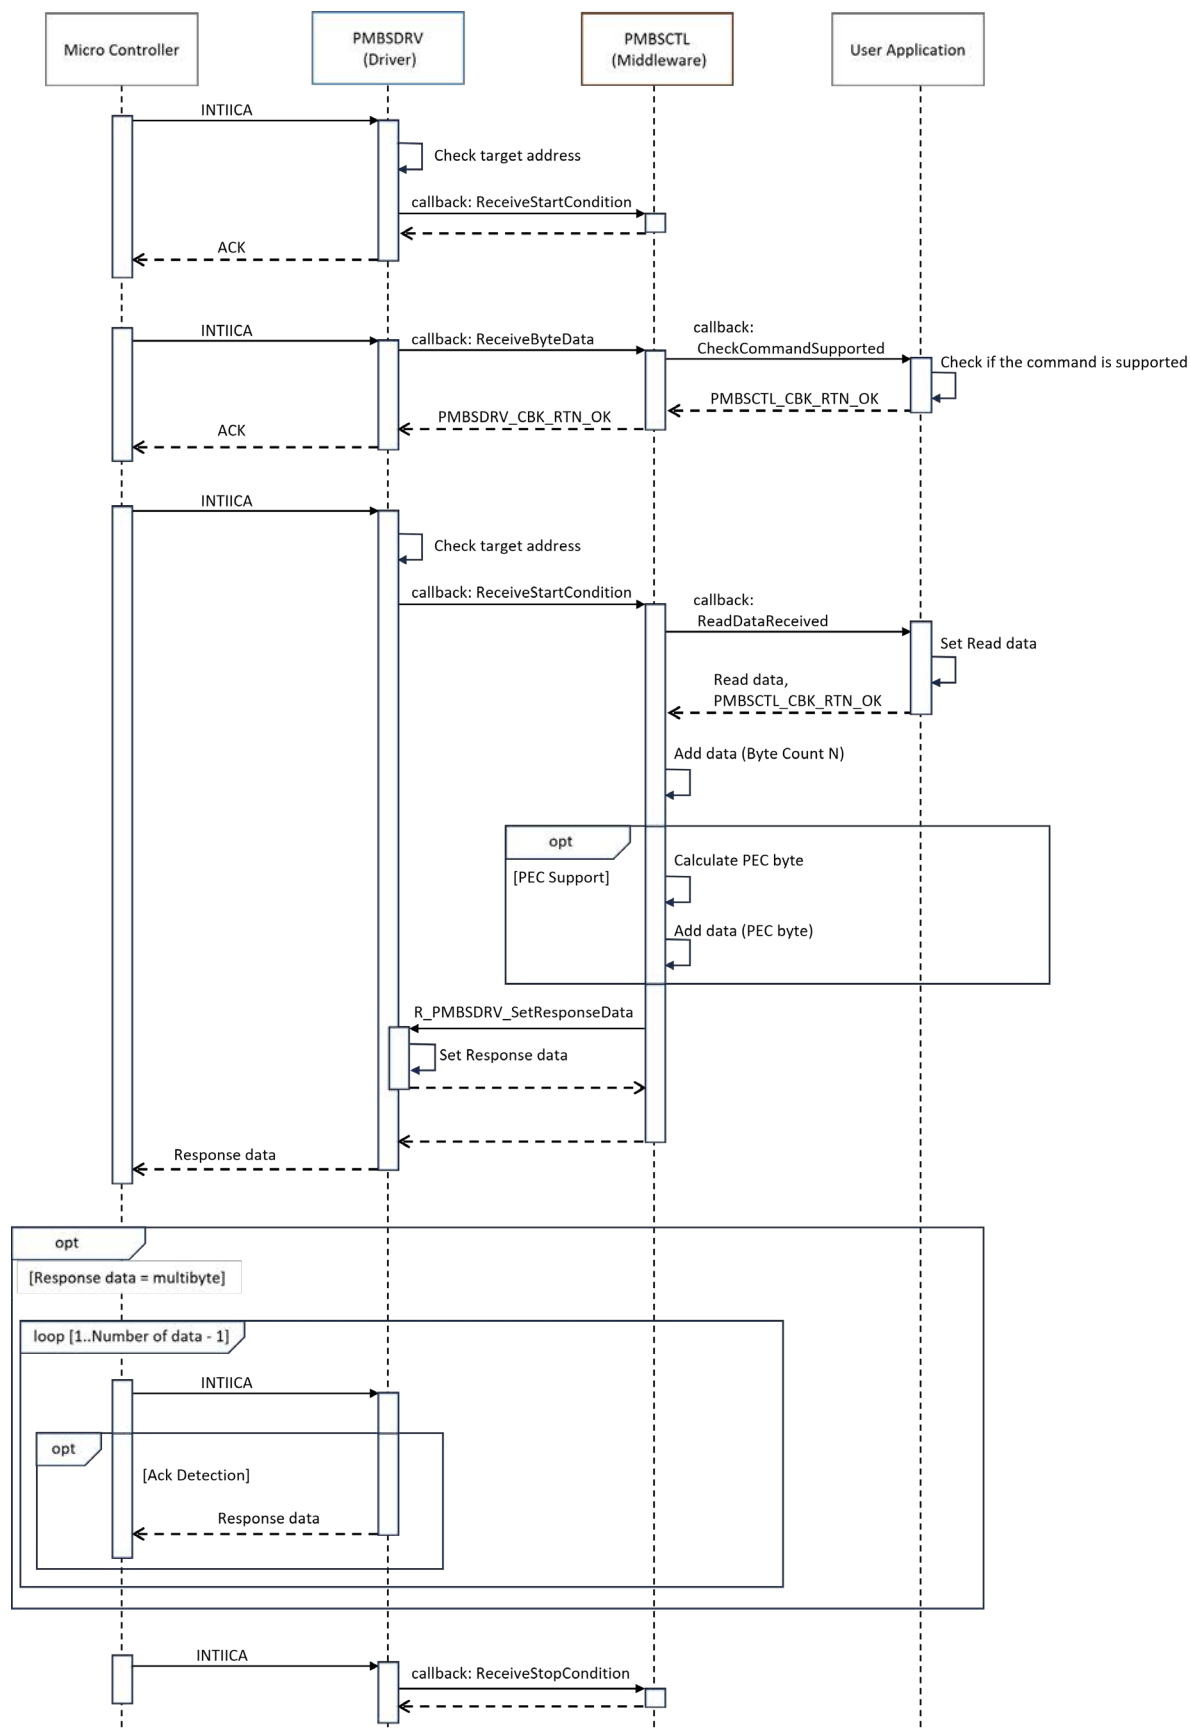 Micro Controller
PMBSDRV
(Driver)
PMBSCTL
(Middleware)
User Application
INTIICA
Check target address
callback: ReceiveStartCondition
ACK
INTIICA
callback: ReceiveByteData
callback:
CheckCommandSupported
Check if the command is supported
PMBSCTL_CBK_RTN_OK
PMBSDRV_CBK_RTN_OK
ACK
INTIICA
Check target address
callback: ReceiveStartCondition
callback:
ReadDataReceived
Set Read data
Read data,
PMBSCTL_CBK_RTN_OK
Add data (Byte Count N)
opt
[PEC Support]
Calculate PEC byte
Add data (PEC byte)
R_PMBSDRV_SetResponseData
Set Response data
Response data
opt
[Response data = multibyte]
loop [1..Number of data - 1]
INTIICA
opt
[Ack Detection]
Response data
INTIICA
callback: ReceiveStopCondition